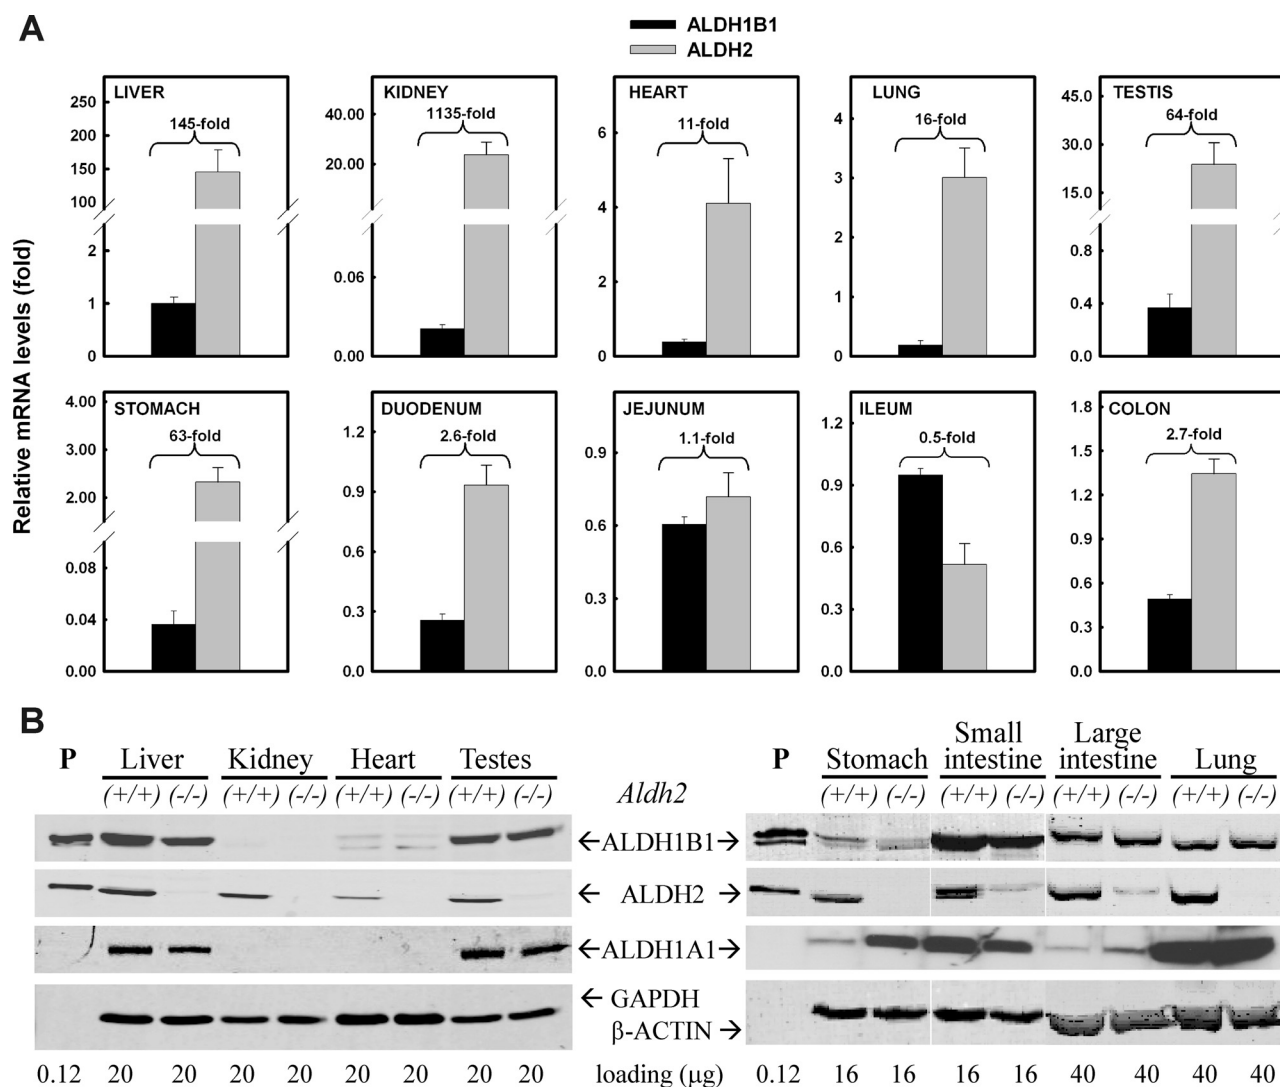 A
ALDH1B1
ALDH2
Relative mRNA levels (fold)
LIVER
145-fold
250
200
150
100
2
1
0
KIDNEY
1135-fold
40.00
20.00
0.06
0.00
HEART
11-fold
6
4
2
0
LUNG
16-fold
4
3
2
1
0
TESTIS
64-fold
45.0
30.0
15.0
0.8
0.4
0.0
STOMACH
63-fold
4.00
3.00
2.00
0.08
0.04
0.00
DUODENUM
2.6-fold
1.2
0.9
0.6
0.3
0.0
JEJUNUM
1.1-fold
0.9
0.6
0.3
0.0
ILEUM
0.5-fold
1.2
0.9
0.6
0.3
0.0
COLON
2.7-fold
1.8
1.5
1.2
0.9
0.6
0.3
0.0
B
P Liver Kidney Heart Testes P Stomach Small intestine Large intestine Lung
(+/+) (-/-) (+/+) (-/-) (+/+) (-/-) (+/+) (-/-) Aldh2 (+/+) (-/-) (+/+) (-/-) (+/+) (-/-) (+/+) (-/-)
←ALDH1B1→
← ALDH2 →
←ALDH1A1→
← GAPDH
β-ACTIN →
0.12 20 20 20 20 20 20 20 20 loading (μg) 0.12 16 16 16 16 40 40 40 40